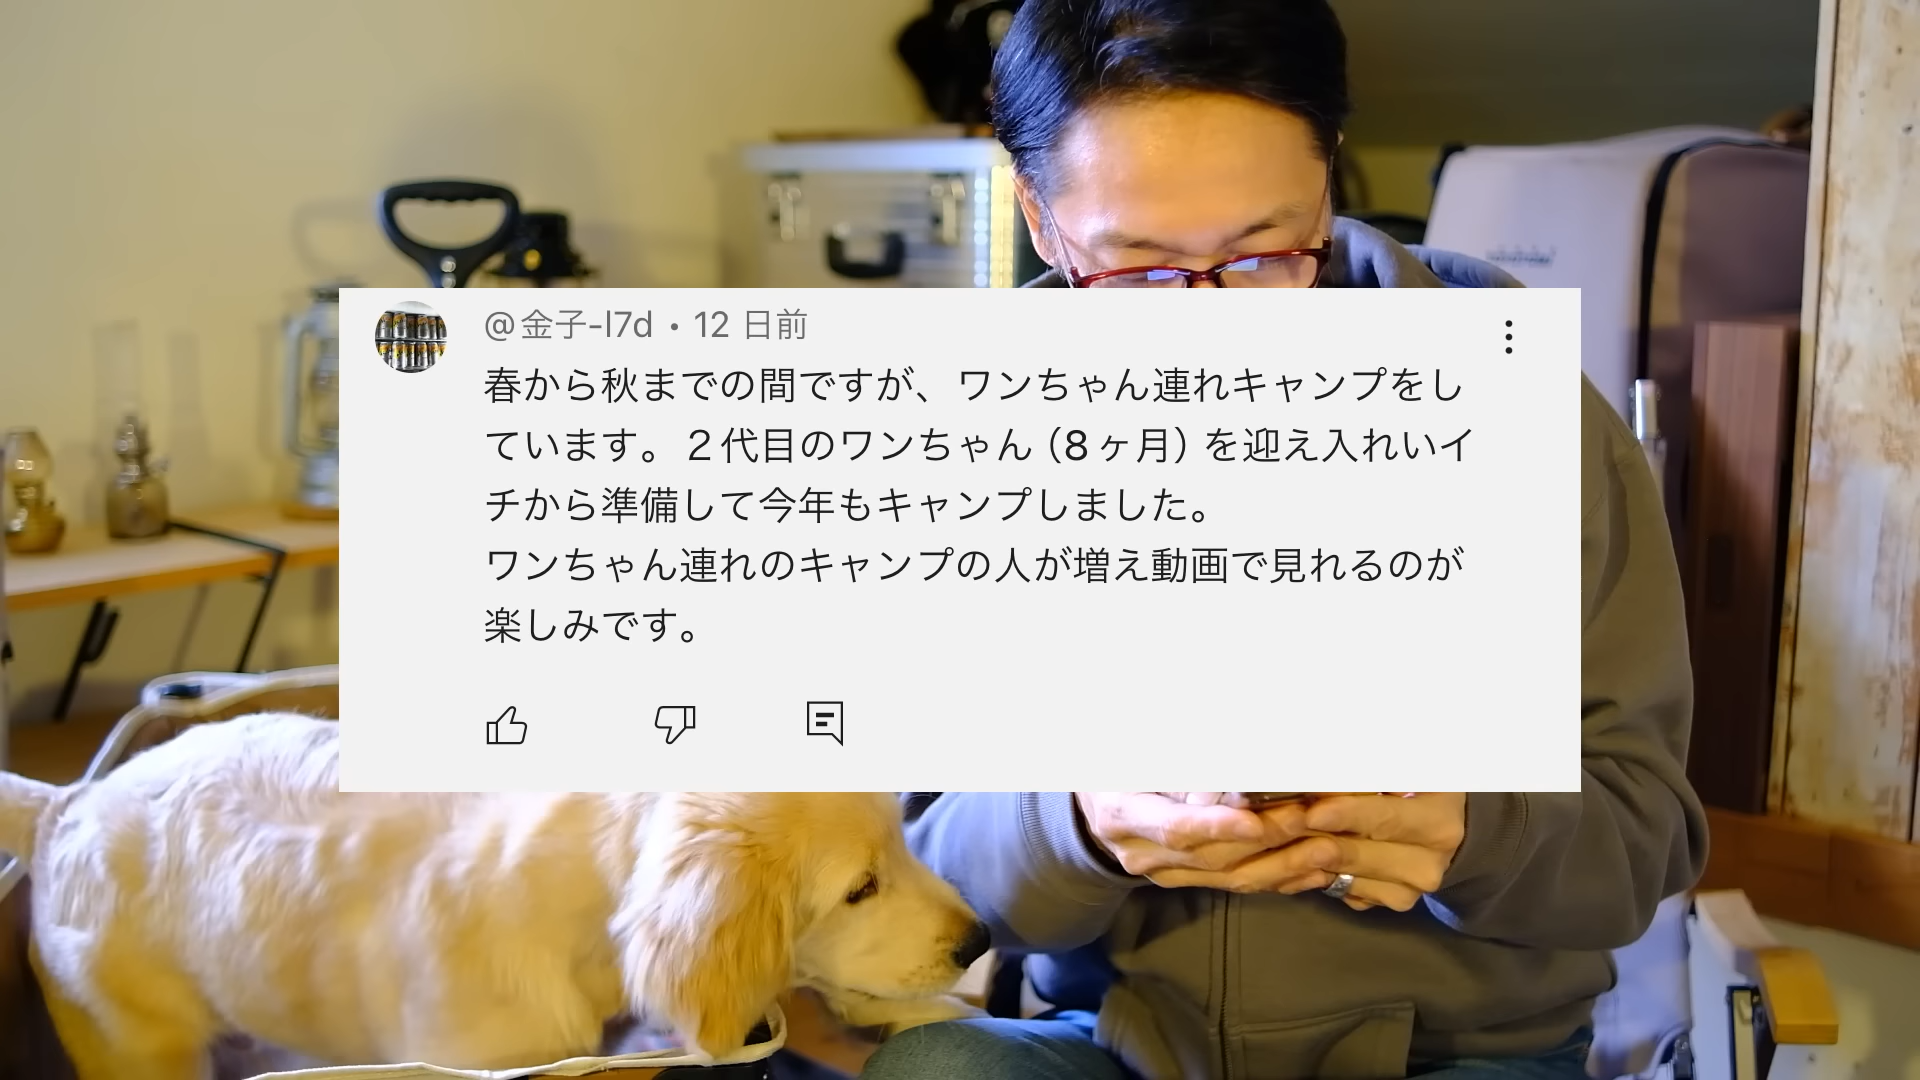 @金子-l7d • 12 日前
春から秋までの間ですが、ワンちゃん連れキャンプをし
ています。２代目のワンちゃん（8ヶ月）を迎え入れいイ
チから準備して今年もキャンプしました。
ワンちゃん連れのキャンプの人が増え動画で見れるのが
楽しみです。